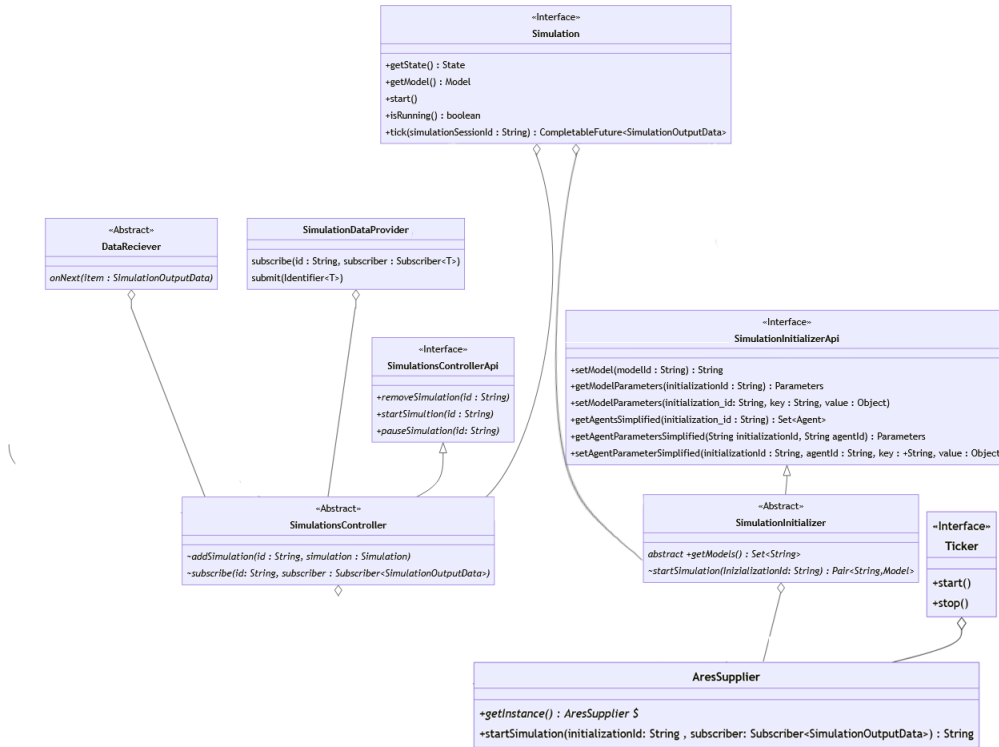 «Interface»
Simulation
+getState() : State
+getModel() : Model
+start()
+isRunning() : boolean
+tick(simulationSessionId : String) : CompletableFuture<SimulationOutputData>
«Abstract»
DataReciever
onNext(item : SimulationOutputData)
SimulationDataProvider
subscribe(id : String, subscriber : Subscriber<T>)
submit(Identifier<T>)
«Interface»
SimulationsControllerApi
+removeSimulation(id : String)
+startSimultion(id : String)
+pauseSimulation(id: String)
«Interface»
SimulationInitializerApi
+setModel(modelId : String) : String
+getModelParameters(initializationId : String) : Parameters
+setModelParameters(initialization_id: String, key : String, value : Object)
+getAgentsSimplified(initialization_id : String) : Set<Agent>
+getAgentParametersSimplified(String initializationId, String agentId) : Parameters
+setAgentParameterSimplified(initializationId : String, agentId : String, key : +String, value : Object
«Abstract»
SimulationsController
~addSimulation(id : String, simulation : Simulation)
~subscribe(id: String, subscriber : Subscriber<SimulationOutputData>)
«Abstract»
SimulationInitializer
abstract +getModels() : Set<String>
~startSimulation(InizializationId: String) : Pair<String,Model>
«Interface»
Ticker
+start()
+stop()
AresSupplier
+getInstance() : AresSupplier $
+startSimulation(initializationId: String , subscriber: Subscriber<SimulationOutputData>) : String